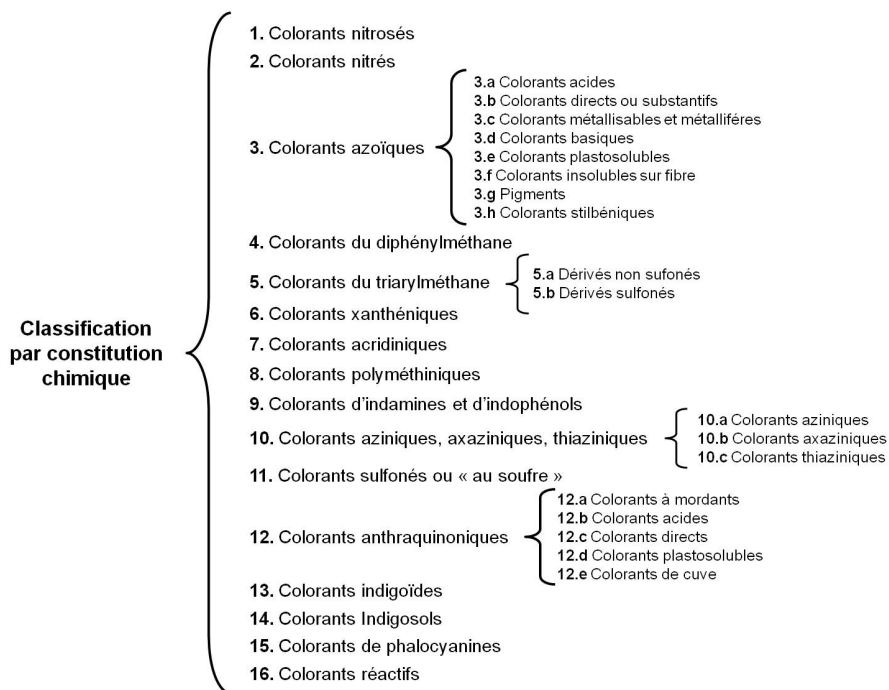 Classification
par constitution
chimique
1. Colorants nitrosés
2. Colorants nitrés
3. Colorants azoïques
3.a Colorants acides
3.b Colorants directs ou substantifs
3.c Colorants métallisables et métalliféres
3.d Colorants basiques
3.e Colorants plastosolubles
3.f Colorants insolubles sur fibre
3.g Pigments
3.h Colorants stilbéniques
4. Colorants du diphénylméthane
5. Colorants du triarylméthane
5.a Dérivés non sufonés
5.b Dérivés sulfonés
6. Colorants xanthéniques
7. Colorants acridiniques
8. Colorants polyméthiniques
9. Colorants d'indamines et d'indophénols
10. Colorants aziniques, axaziniques, thiaziniques
10.a Colorants aziniques
10.b Colorants axaziniques
10.c Colorants thiaziniques
11. Colorants sulfonés ou « au soufre »
12. Colorants anthraquinoniques
12.a Colorants à mordants
12.b Colorants acides
12.c Colorants directs
12.d Colorants plastosolubles
12.e Colorants de cuve
13. Colorants indigoïdes
14. Colorants Indigosols
15. Colorants de phalocyanines
16. Colorants réactifs